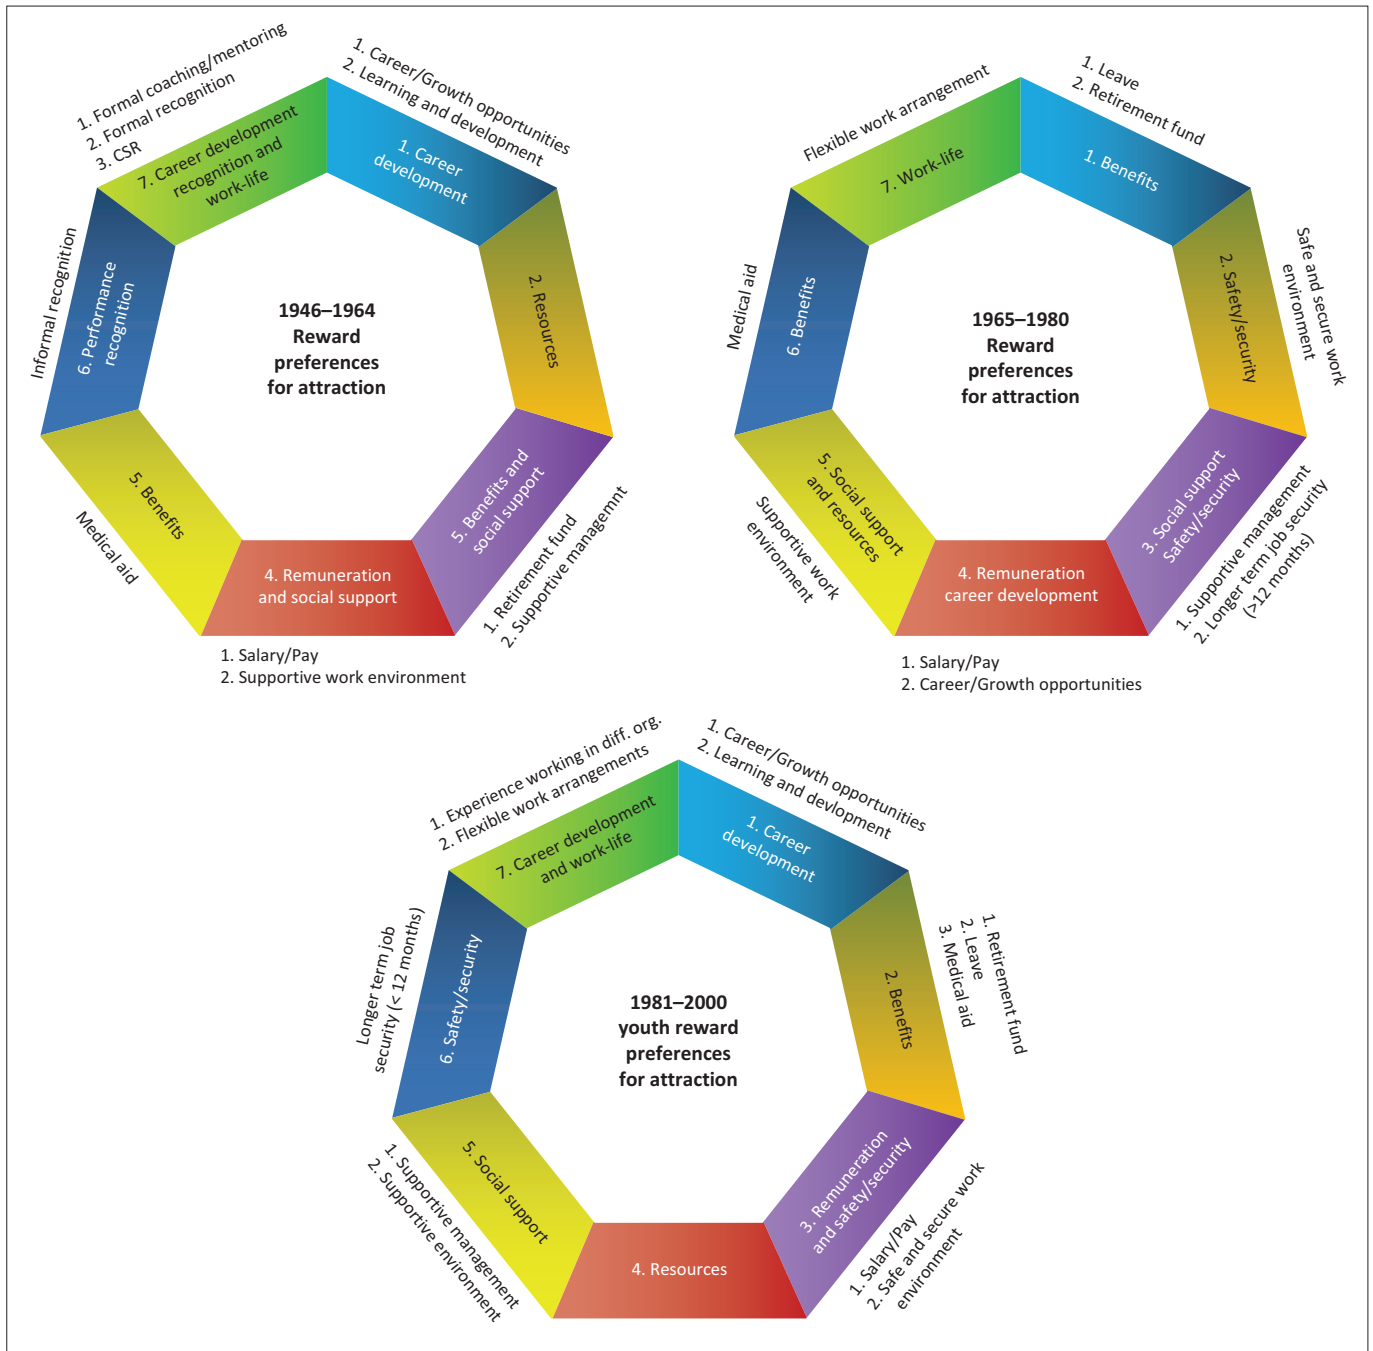 1. Formal coaching/mentoring
2. Formal recognition
3. CSR
7. Career development
recognition and
work-life
1. Career/Growth opportunities
2. Learning and development
1. Career
development
2. Resources
5. Benefits and
social support
1. Retirement fund
2. Supportive managemnt
4. Remuneration
and social support
1. Salary/Pay
2. Supportive work environment
5. Benefits
Medical aid
6. Performance
recognition
Informal recognition
1946–1964
Reward
preferences
for attraction
Flexible work arrangement
7. Work-life
1. Leave
2. Retirement fund
1. Benefits
2. Safety/security
Safe and secure work
environment
3. Social support
Safety/security
1. Supportive management
2. Longer term job security
(>12 months)
4. Remuneration
career development
1. Salary/Pay
2. Career/Growth opportunities
5. Social support
and resources
Supportive work
environment
6. Benefits
Medical aid
1965–1980
Reward
preferences
for attraction
1. Experience working in diff. org.
2. Flexible work arrangements
7. Career development
and work-life
1. Career/Growth opportunities
2. Learning and devlopment
1. Career
development
2. Benefits
1. Retirement fund
2. Leave
3. Medical aid
3. Remuneration
and safety/security
1. Salary/Pay
2. Safe and secure work
environment
4. Resources
5. Social support
1. Supportive management
2. Supportive environment
6. Safety/security
Longer term job
security (< 12 months)
1981–2000
youth reward
preferences
for attraction